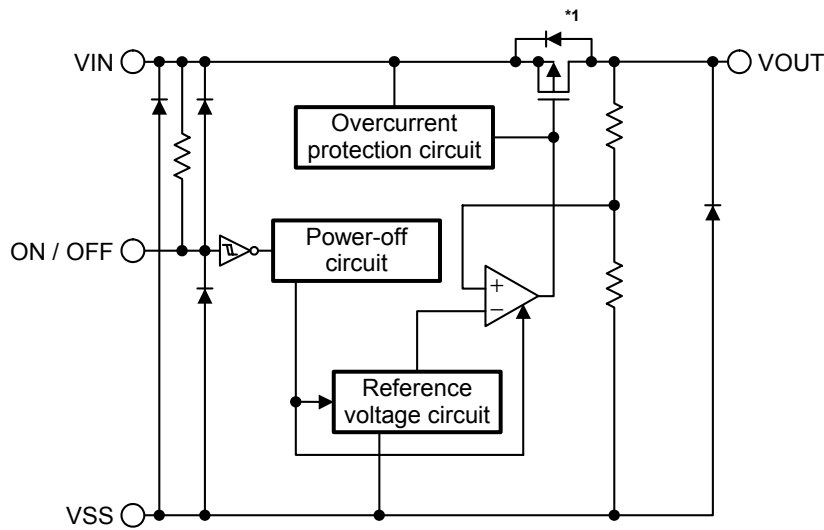 *1
VIN
VOUT
Overcurrent
protection circuit
ON / OFF
Power-off
circuit
+
−
Reference
voltage circuit
VSS